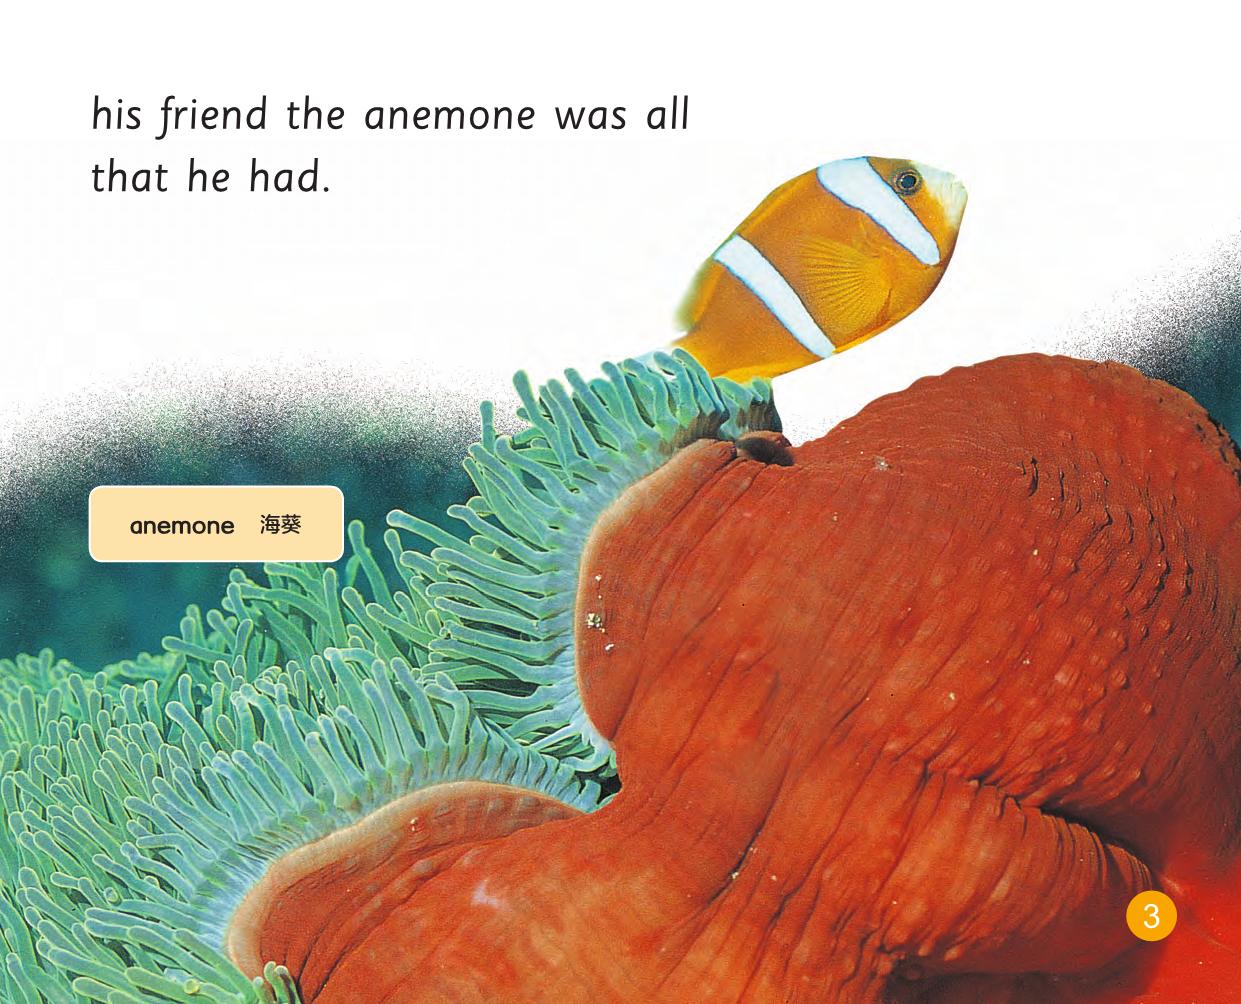 his friend the anemone was all
that he had.
anemone 海葵
3